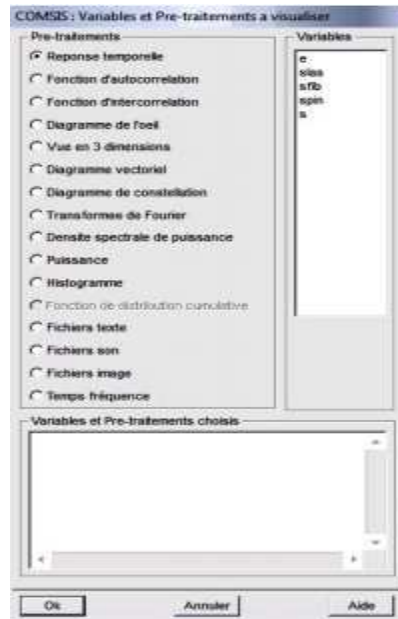 COMSIS : Variables et Pre-traitements a visualiser
Pre-traitements
Reponse temporelle
Fonction d'autocorrelation
Fonction d'intercorrelation
Diagramme de l'oeil
Vue en 3 dimensions
Diagramme vectoriel
Diagramme de constellation
Transformee de Fourier
Densite spectrale de puissance
Puissance
Histogramme
Fonction de distribution cumulative
Fichiers texte
Fichiers son
Fichiers image
Temps fréquence
Variables
e
slas
sfib
spin
s
Variables et Pre-traitements choisis
Ok
Annuler
Aide